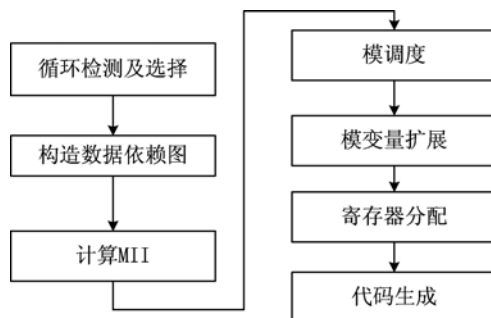 循环检测及选择
构造数据依赖图
计算MII
模调度
模变量扩展
寄存器分配
代码生成